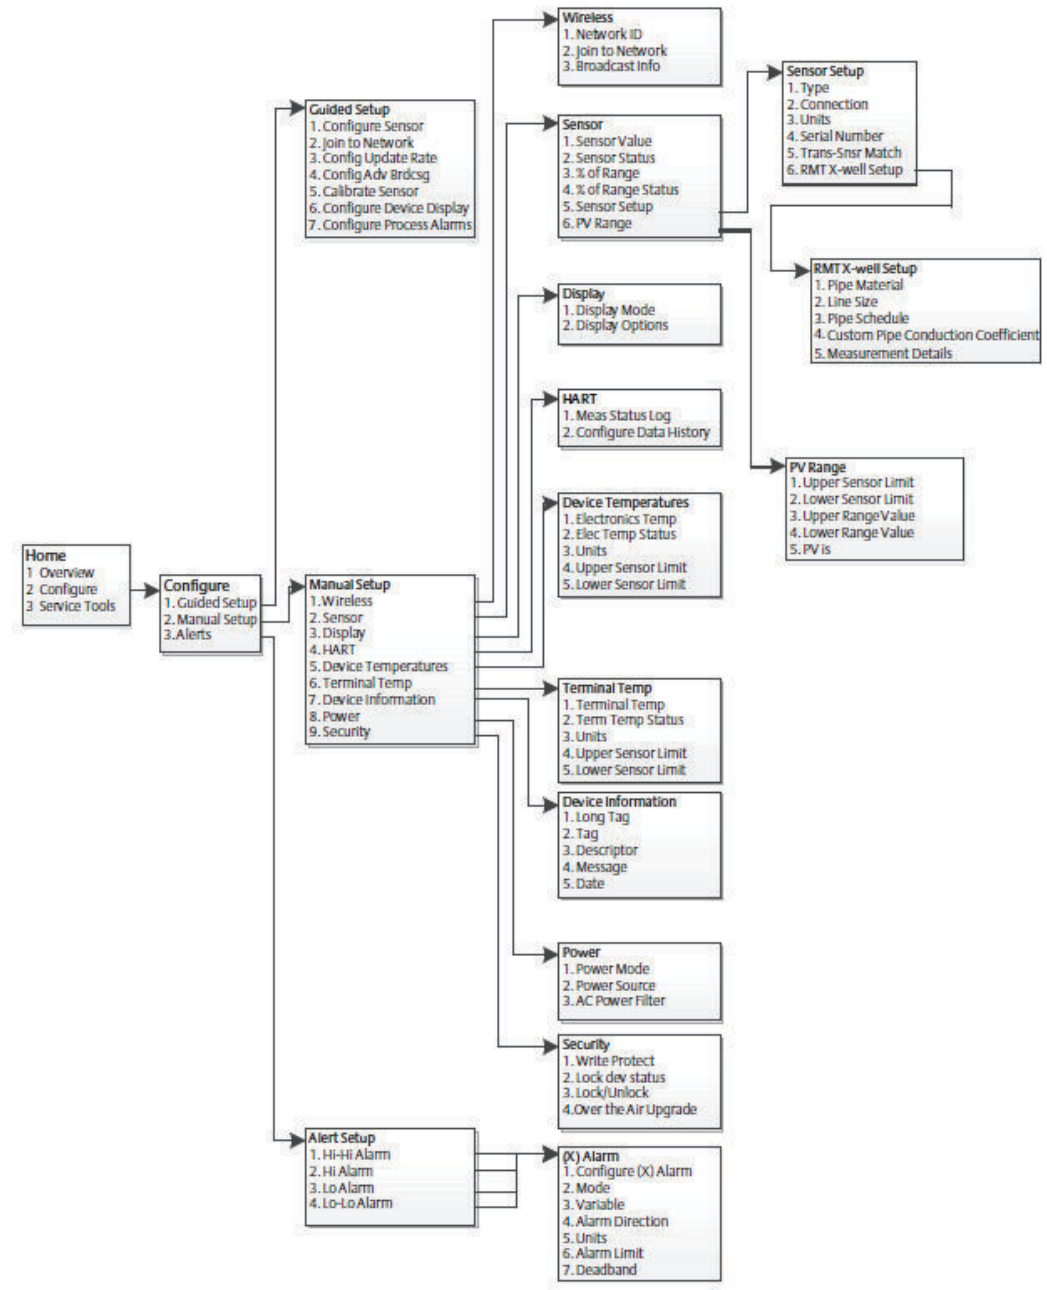 Home
1 Overview
2 Configure
3 Service Tools
Configure
1. Guided Setup
2. Manual Setup
3.Alerts
Guided Setup
1. Configure Sensor
2. Join to Network
3. Config Update Rate
4. Config Adv Brdcsg
5. Calibrate Sensor
6. Configure Device Display
7. Configure Process Alarms
Manual Setup
1. Wireless
2. Sensor
3. Display
4. HART
5. Device Temperatures
6. Terminal Temp
7. Device Information
8. Power
9. Security
Alert Setup
1. Hi-Hi Alarm
2. Hi Alarm
3. Lo Alarm
4. Lo-Lo Alarm
Wireless
1. Network ID
2. Join to Network
3. Broadcast Info
Sensor
1. Sensor Value
2. Sensor Status
3. % of Range
4. % of Range Status
5. Sensor Setup
6. PV Range
Display
1. Display Mode
2. Display Options
HART
1. Meas Status Log
2. Configure Data History
Device Temperatures
1. Electronics Temp
2. Elec Temp Status
3. Units
4. Upper Sensor Limit
5. Lower Sensor Limit
Terminal Temp
1. Terminal Temp
2. Term Temp Status
3. Units
4. Upper Sensor Limit
5. Lower Sensor Limit
Device Information
1. Long Tag
2. Tag
3. Descriptor
4. Message
5. Date
Power
1. Power Mode
2. Power Source
3. AC Power Filter
Security
1. Write Protect
2. Lock dev status
3. Lock/Unlock
4.Over the Air Upgrade
(X) Alarm
1. Configure (X) Alarm
2. Mode
3. Variable
4. Alarm Direction
5. Units
6. Alarm Limit
7. Deadband
Sensor Setup
1. Type
2. Connection
3. Units
4. Serial Number
5. Trans-Snsr Match
6. RMT X-well Setup
RMT X-well Setup
1. Pipe Material
2. Line Size
3. Pipe Schedule
4. Custom Pipe Conduction Coefficient
5. Measurement Details
PV Range
1. Upper Sensor Limit
2. Lower Sensor Limit
3. Upper Range Value
4. Lower Range Value
5. PV is